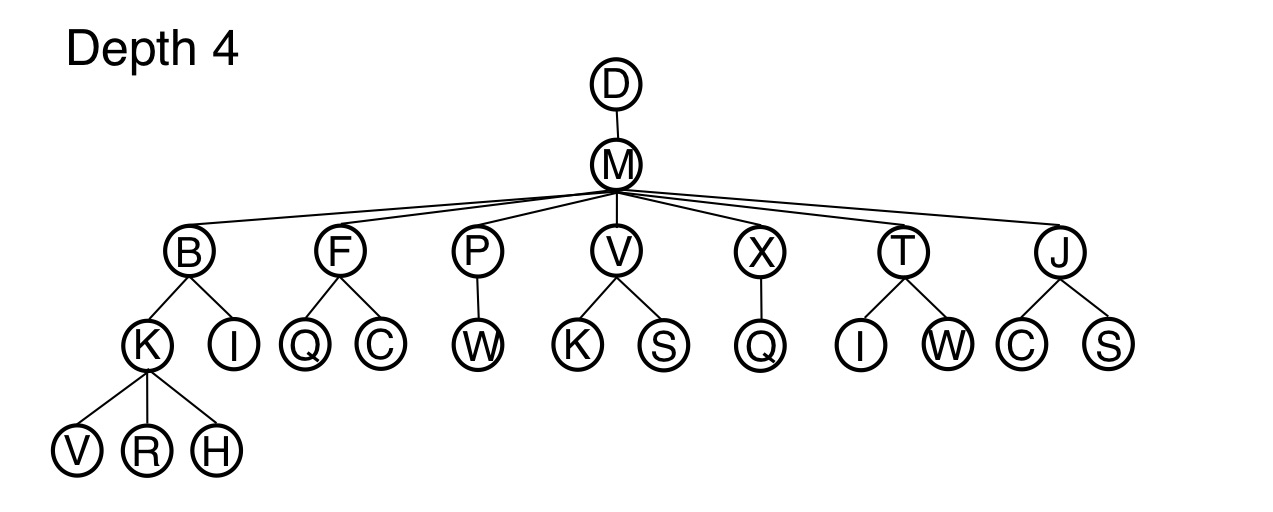 Depth 4
D
M
B F P V X T J
K I Q C W K S Q I W C S
V R H